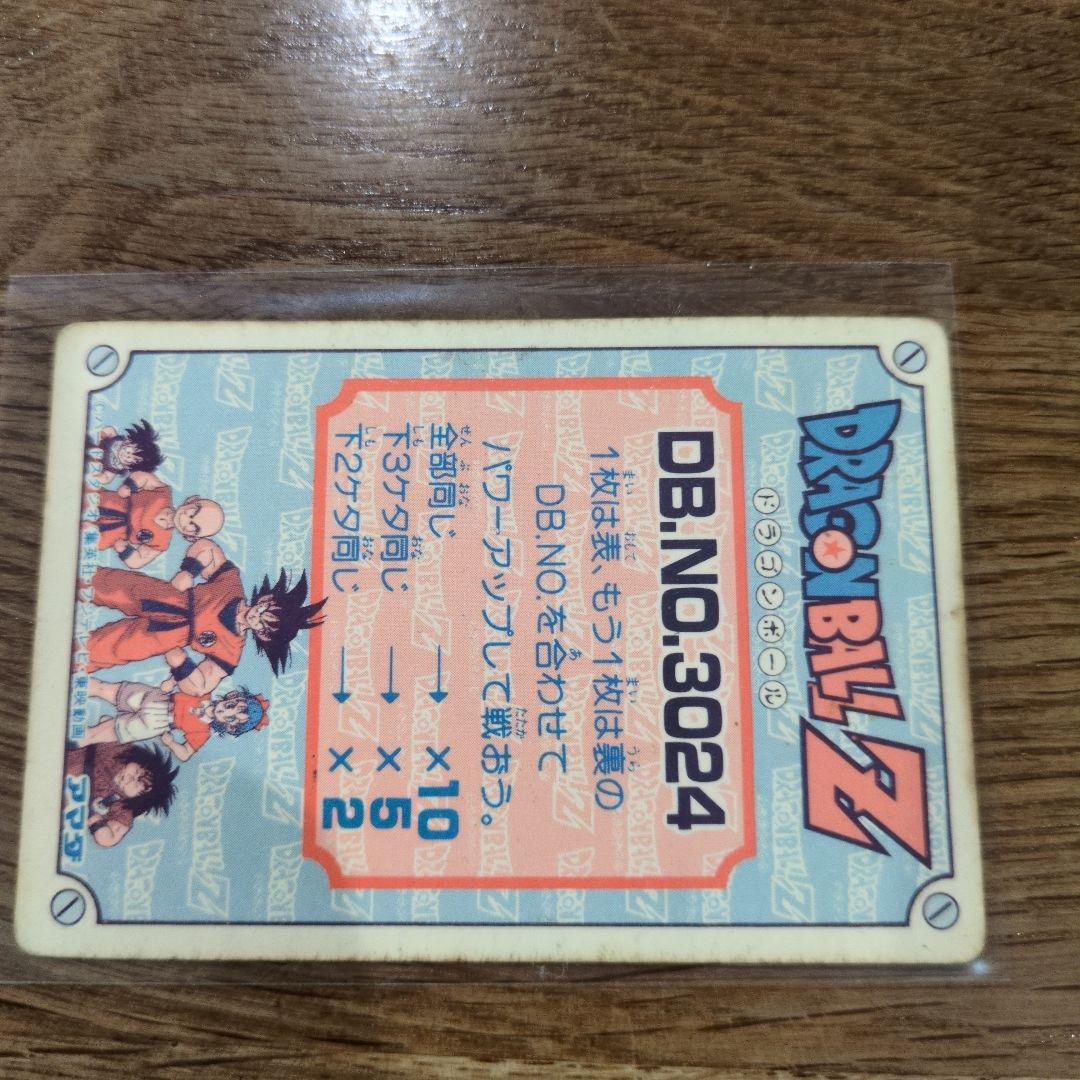 DRAGON BALL Z
ドラゴンボール
DB.NO.3024
1枚は表、もう1枚は裏の
DB.NO.を合わせて
パワーアップして戦おう。
全部同じ → ×10
下3ケタ同じ → ×5
下2ケタ同じ → ×2
アマダ